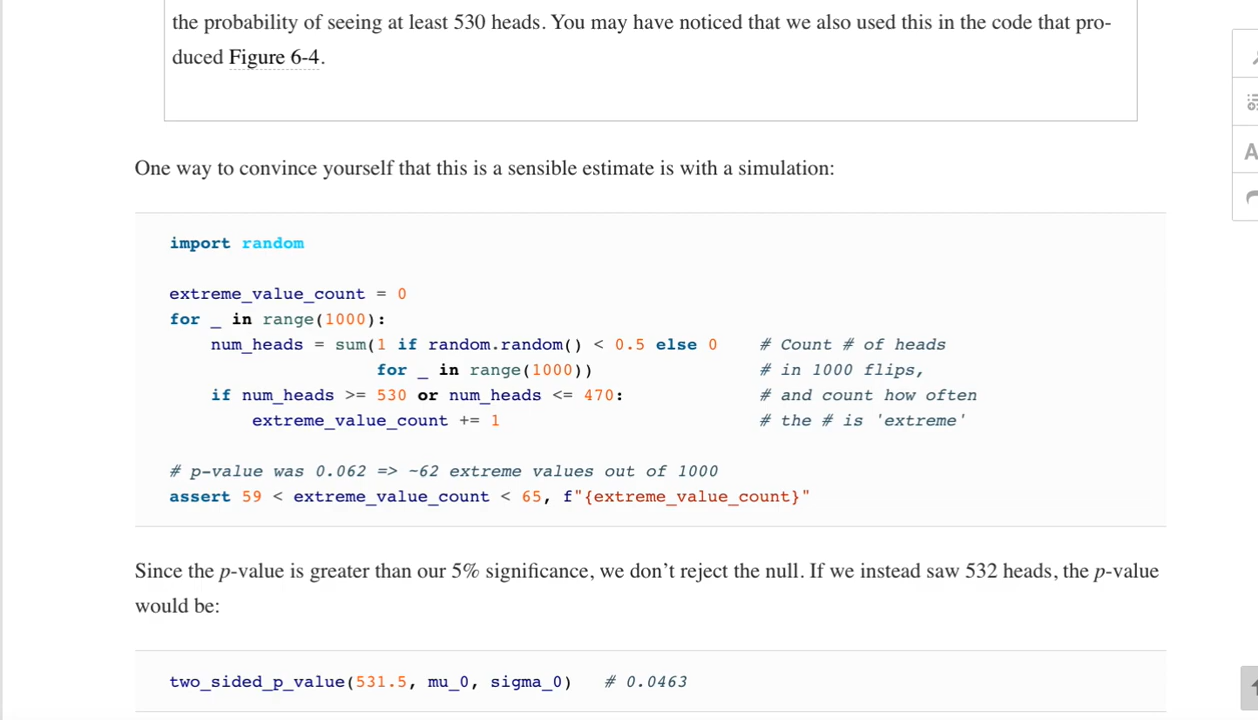 the probability of seeing at least 530 heads. You may have noticed that we also used this in the code that pro-
duced Figure 6-4.
One way to convince yourself that this is a sensible estimate is with a simulation:
import random
extreme_value_count = 0
for _ in range(1000):
    num_heads = sum(1 if random.random() < 0.5 else 0    # Count # of heads
                    for _ in range(1000))                # in 1000 flips,
    if num_heads >= 530 or num_heads <= 470:             # and count how often
        extreme_value_count += 1                         # the # is 'extreme'
# p-value was 0.062 => ~62 extreme values out of 1000
assert 59 < extreme_value_count < 65, f"{extreme_value_count}"
Since the p-value is greater than our 5% significance, we don’t reject the null. If we instead saw 532 heads, the p-value
would be:
two_sided_p_value(531.5, mu_0, sigma_0)   # 0.0463